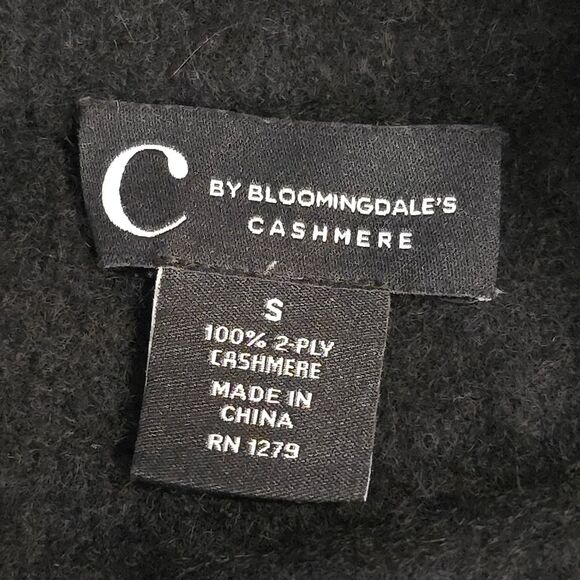 C
BY BLOOMINGDALE'S
CASHMERE
S
100% 2-PLY
CASHMERE
MADE IN
CHINA
RN 1279